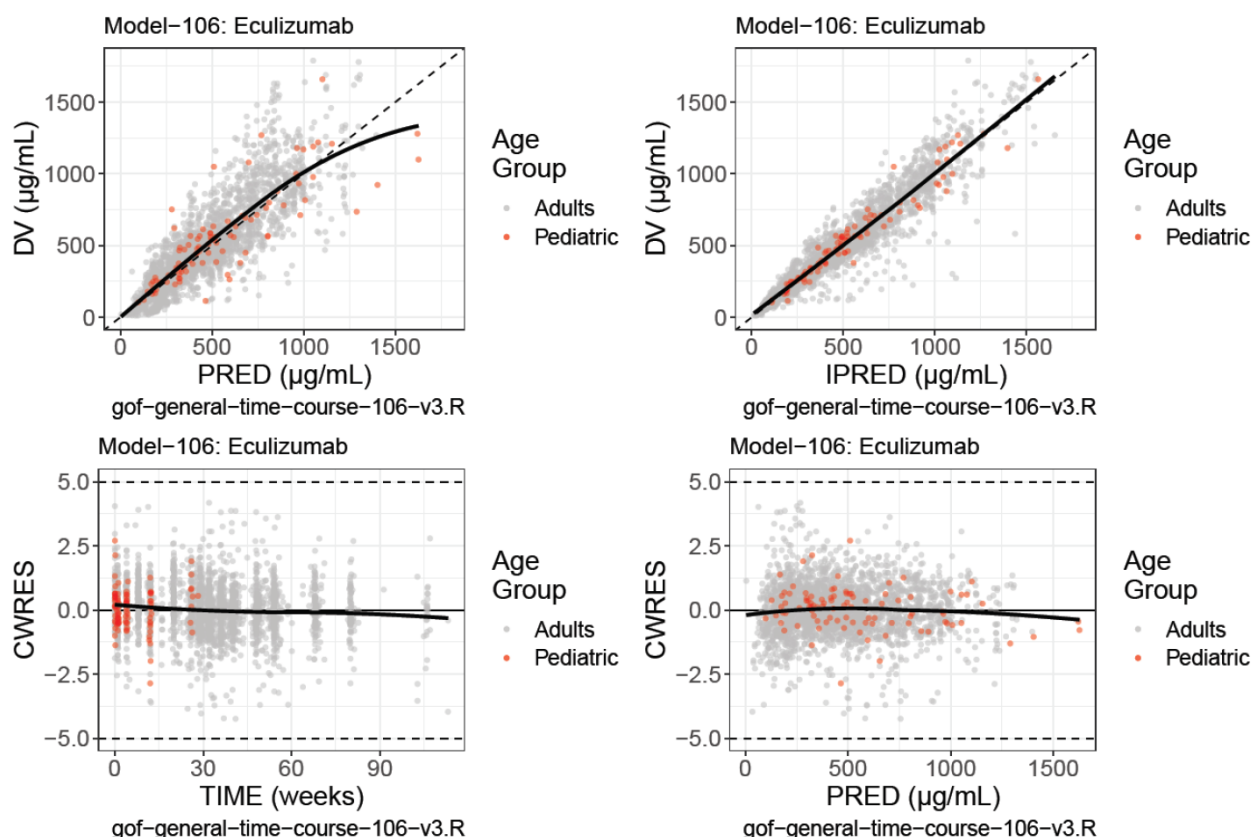 Model−106: Eculizumab
1500
1000
500
0
DV (µg/mL)
0 500 1000 1500
PRED (µg/mL)
Age
Group
Adults
Pediatric
gof−general−time−course−106−v3.R
Model−106: Eculizumab
1500
1000
500
0
DV (µg/mL)
0 500 1000 1500
IPRED (µg/mL)
Age
Group
Adults
Pediatric
gof−general−time−course−106−v3.R
Model−106: Eculizumab
5.0
2.5
0.0
−2.5
−5.0
CWRES
0 30 60 90
TIME (weeks)
Age
Group
Adults
Pediatric
gof−general−time−course−106−v3.R
Model−106: Eculizumab
5.0
2.5
0.0
−2.5
−5.0
CWRES
0 500 1000 1500
PRED (µg/mL)
Age
Group
Adults
Pediatric
gof−general−time−course−106−v3.R